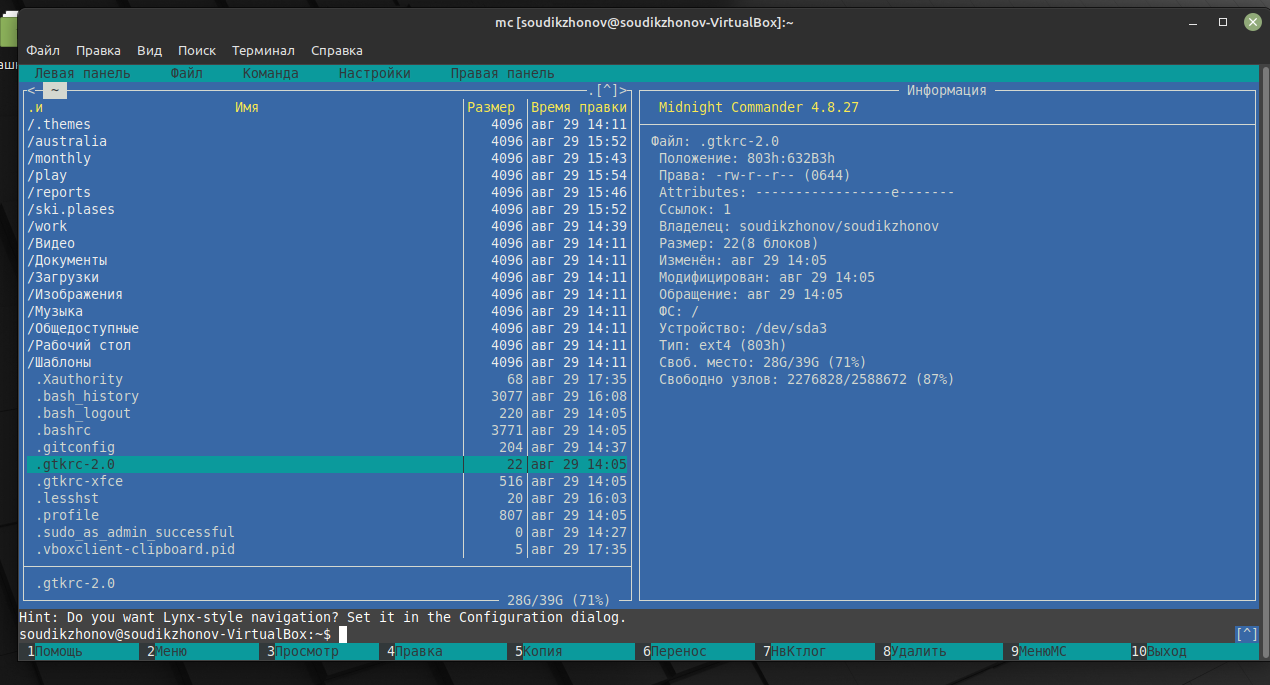 mc [soudikzhonov@soudikzhonov-VirtualBox]:~
Файл Правка Вид Поиск Терминал Справка
Левая панель Файл Команда Настройки Правая панель
<- ~ .[^]>
.и Имя Размер Время правки
/.themes 4096 авг 29 14:11
/australia 4096 авг 29 15:52
/monthly 4096 авг 29 15:43
/play 4096 авг 29 15:54
/reports 4096 авг 29 15:46
/ski.plases 4096 авг 29 15:52
/work 4096 авг 29 14:39
/Видео 4096 авг 29 14:11
/Документы 4096 авг 29 14:11
/Загрузки 4096 авг 29 14:11
/Изображения 4096 авг 29 14:11
/Музыка 4096 авг 29 14:11
/Общедоступные 4096 авг 29 14:11
/Рабочий стол 4096 авг 29 14:11
/Шаблоны 4096 авг 29 14:11
.Xauthority 68 авг 29 17:35
.bash_history 3077 авг 29 16:08
.bash_logout 220 авг 29 14:05
.bashrc 3771 авг 29 14:05
.gitconfig 204 авг 29 14:37
.gtkrc-2.0 22 авг 29 14:05
.gtkrc-xfce 516 авг 29 14:05
.lesshst 20 авг 29 16:03
.profile 807 авг 29 14:05
.sudo_as_admin_successful 0 авг 29 14:27
.vboxclient-clipboard.pid 5 авг 29 17:35
.gtkrc-2.0
28G/39G (71%)
Информация
Midnight Commander 4.8.27
Файл: .gtkrc-2.0
Положение: 803h:632B3h
Права: -rw-r--r-- (0644)
Attributes: -----------------e-------
Ссылок: 1
Владелец: soudikzhonov/soudikzhonov
Размер: 22(8 блоков)
Изменён: авг 29 14:05
Модифицирован: авг 29 14:05
Обращение: авг 29 14:05
ФС: /
Устройство: /dev/sda3
Тип: ext4 (803h)
Своб. место: 28G/39G (71%)
Свободно узлов: 2276828/2588672 (87%)
Hint: Do you want Lynx-style navigation? Set it in the Configuration dialog.
soudikzhonov@soudikzhonov-VirtualBox:~$ [^]
1Помощь 2Меню 3Просмотр 4Правка 5Копия 6Перенос 7НвКтлог 8Удалить 9МенюMC 10Выход